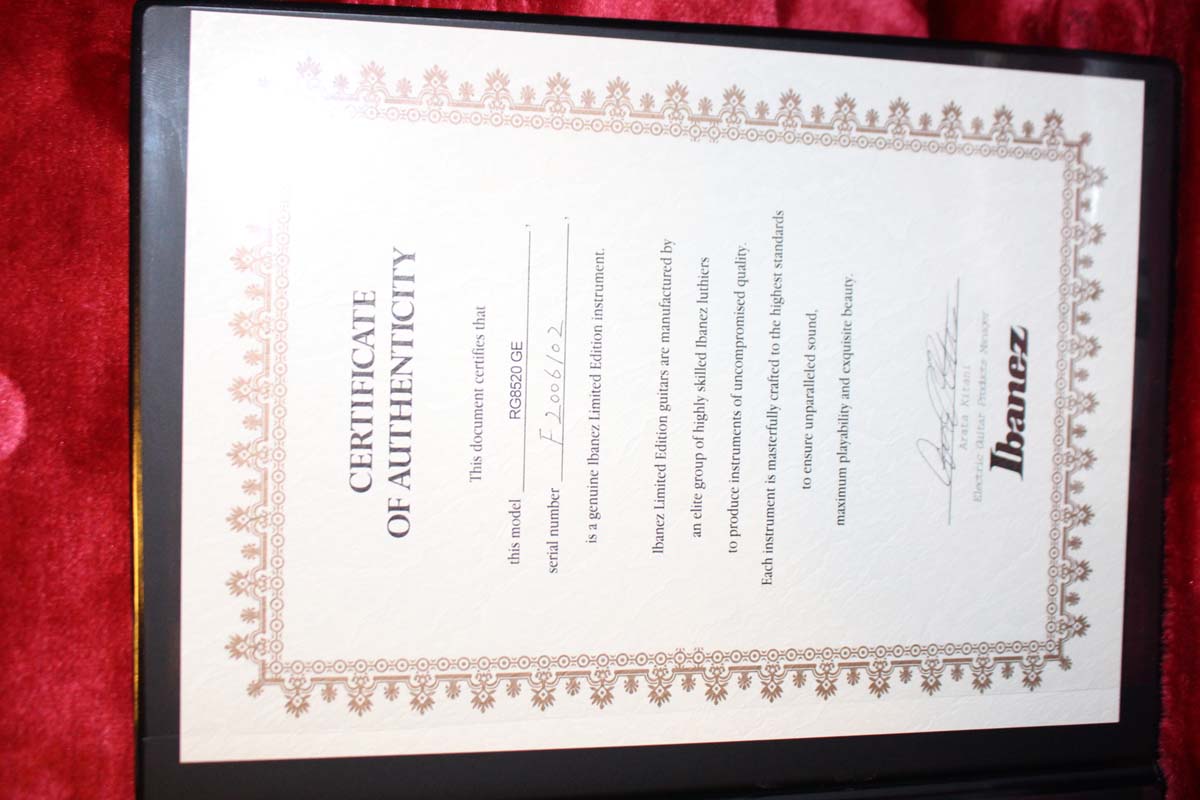 CERTIFICATE
OF AUTHENTICITY
This document certifies that
this model RG8520 GE ,
serial number F2006102 ,
is a genuine Ibanez Limited Edition instrument.
Ibanez Limited Edition guitars are manufactured by
an elite group of highly skilled Ibanez luthiers
to produce instruments of uncompromised quality.
Each instrument is masterfully crafted to the highest standards
to ensure unparalleled sound,
maximum playability and exquisite beauty.
Arata Kitani
Electric Guitar Products Manager
Ibanez